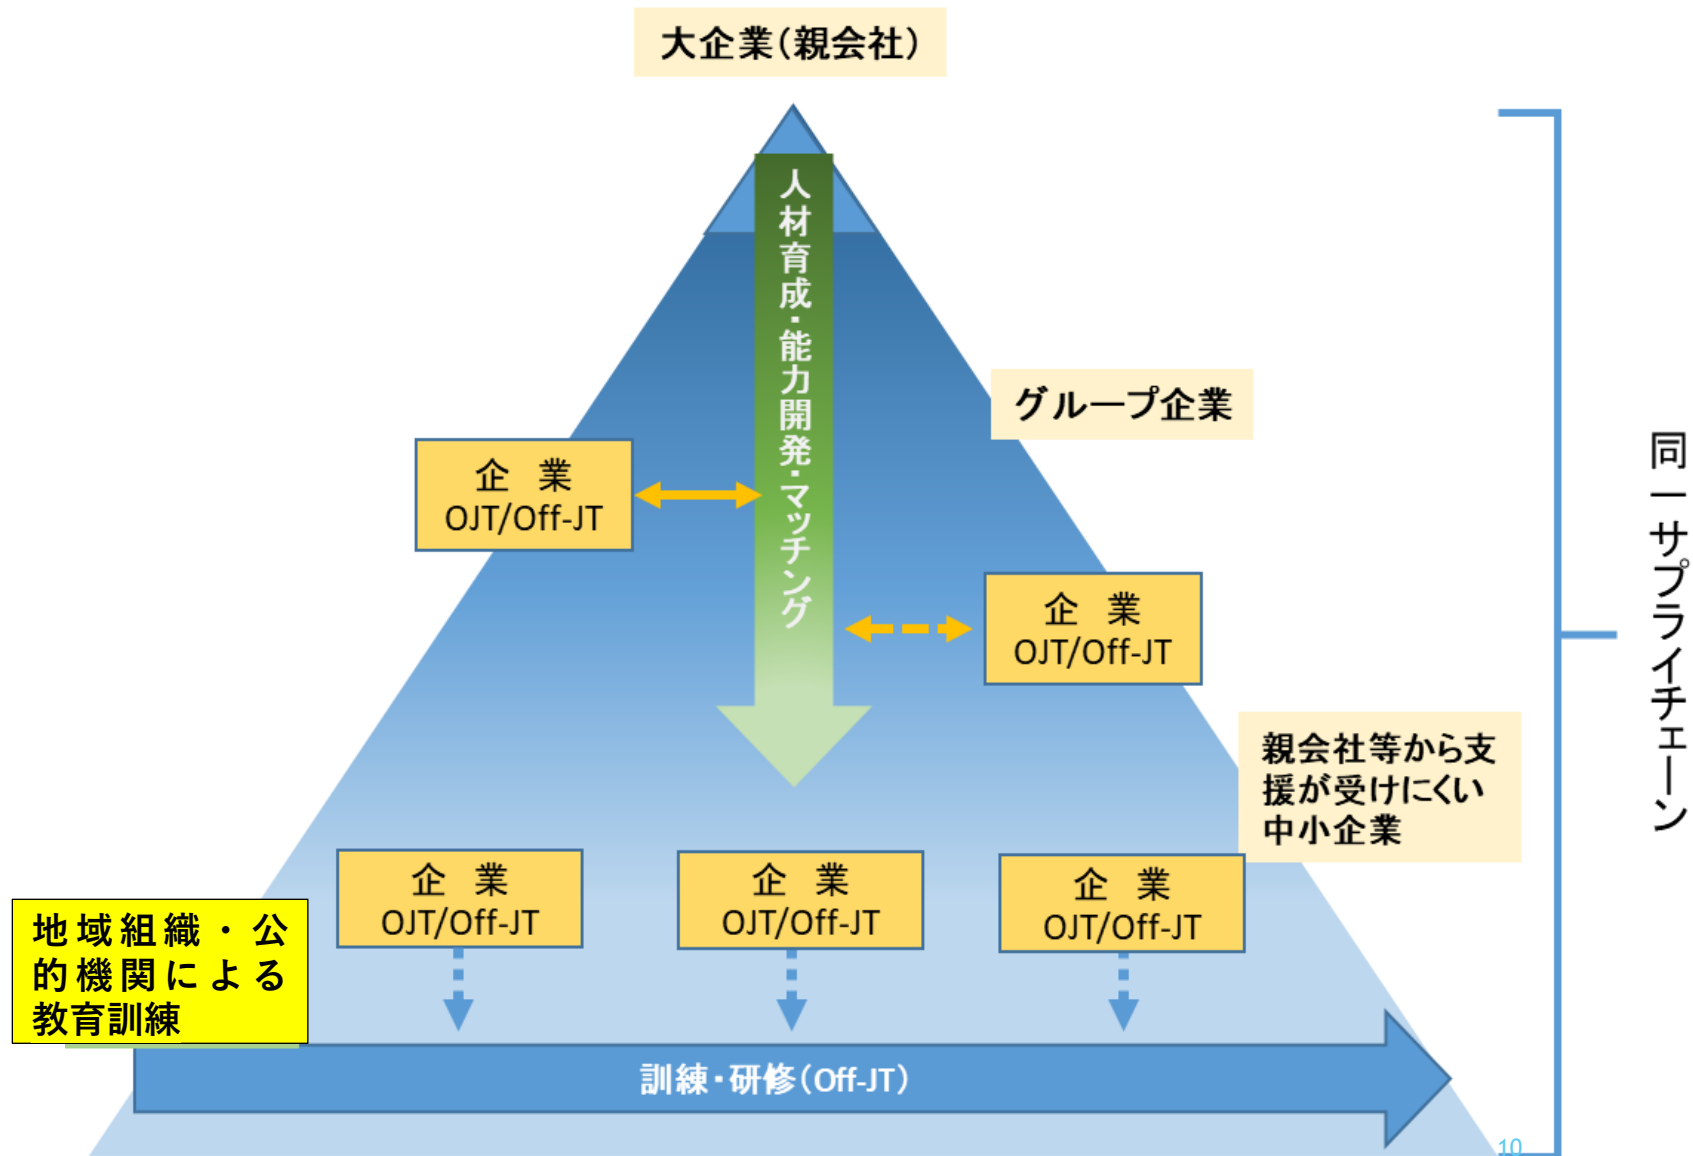 大企業（親会社）
人材育成・能力開発・マッチング
グループ企業
企　業
OJT/Off-JT
企　業
OJT/Off-JT
同一サプライチェーン
親会社等から支
援が受けにくい
中小企業
企　業
OJT/Off-JT
企　業
OJT/Off-JT
企　業
OJT/Off-JT
地域組織・公
的機関による
教育訓練
訓練・研修（Off-JT）
10